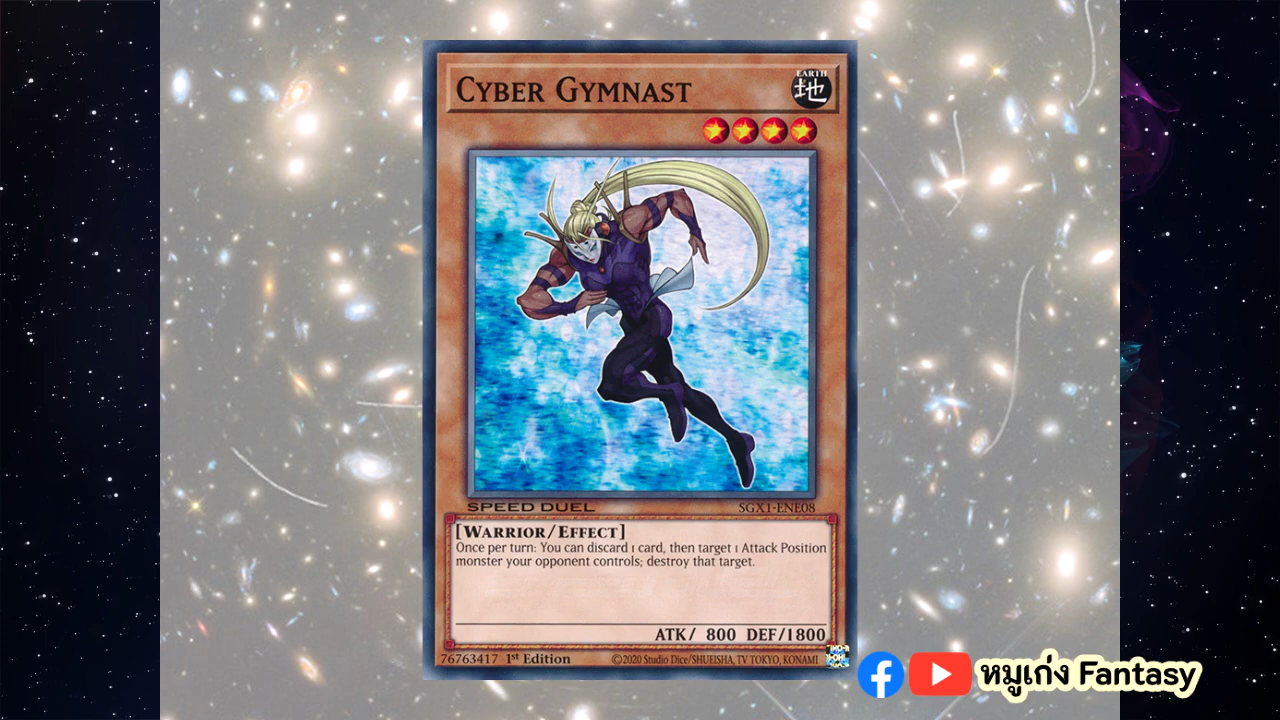 CYBER GYMNAST
EARTH
地
SPEED DUEL
SGX1-ENE08
[WARRIOR/EFFECT]
Once per turn: You can discard 1 card, then target 1 Attack Position
monster your opponent controls; destroy that target.
ATK/ 800 DEF/1800
76763417 1st Edition
©2020 Studio Dice/SHUEISHA, TV TOKYO, KONAMI
หมูเก่ง Fantasy